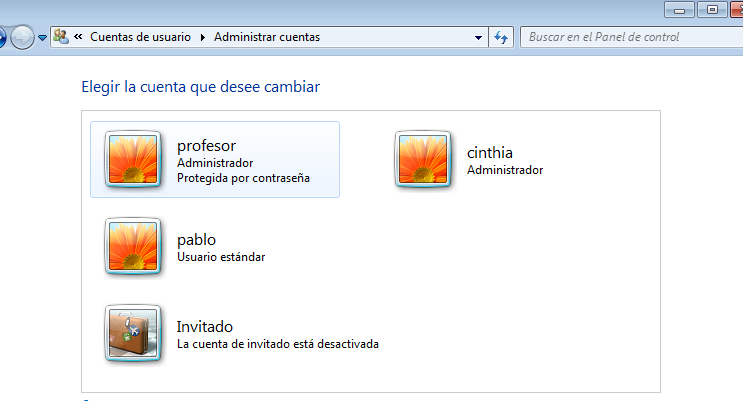 « Cuentas de usuario ▸ Administrar cuentas
Buscar en el Panel de control
Elegir la cuenta que desee cambiar
profesor
Administrador
Protegida por contraseña
cinthia
Administrador
pablo
Usuario estándar
Invitado
La cuenta de invitado está desactivada